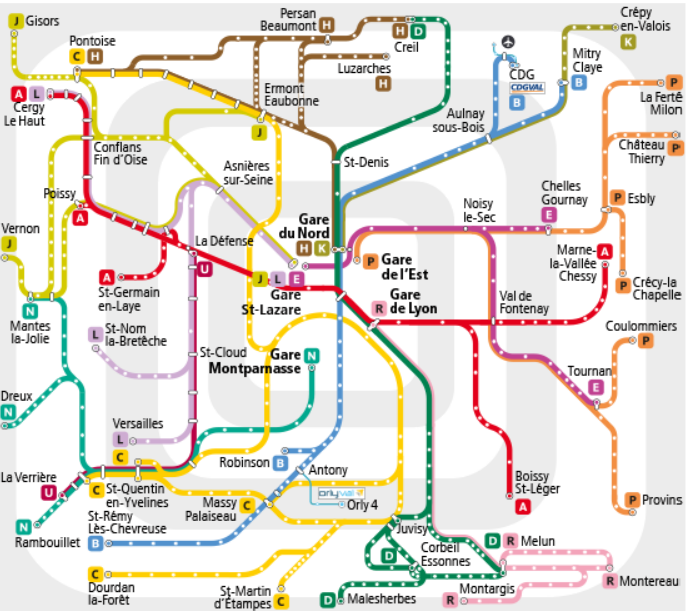 J Gisors
Persan
Beaumont H
H D
Creil
Crépy
en-Valois
K
Pontoise
C H
Luzarches
H
CDG
CDGVAL
B
Mitry
Claye
B
A L
Cergy
Le Haut
Ermont
Eaubonne
J
Aulnay
sous-Bois
P
La Ferté
Milon
Conflans
Fin d'Oise
St-Denis
P
Château
Thierry
Asnières
sur-Seine
Poissy
A
Chelles
Gournay
E
P Esbly
Noisy
le-Sec
Vernon
J
Gare
du Nord
H K
La Défense
U
P Gare
de l'Est
Marne-
la-Vallée
Chessy
A
P Crécy-la
Chapelle
A
St-Germain
en-Laye
J L E
Gare
St-Lazare
Gare
R de Lyon
Val de
Fontenay
N
Mantes
la-Jolie
L St-Nom
la-Bretêche
Coulommiers
P
St-Cloud
Gare N
Montparnasse
Tournan
E
Dreux
N
Versailles
L
C
Robinson B
Antony
La Verrière
U
C St-Quentin
en-Yvelines
orlyval
Orly 4
Boissy
St-Léger
A
P Provins
Massy
Palaiseau C
N
Rambouillet
St-Rémy
Lès-Chevreuse
B
Juvisy
D
Corbeil
Essonnes
D R Melun
C
Dourdan
la-Forêt
St-Martin
d'Étampes C
D Malesherbes
Montargis
R
R Montereau